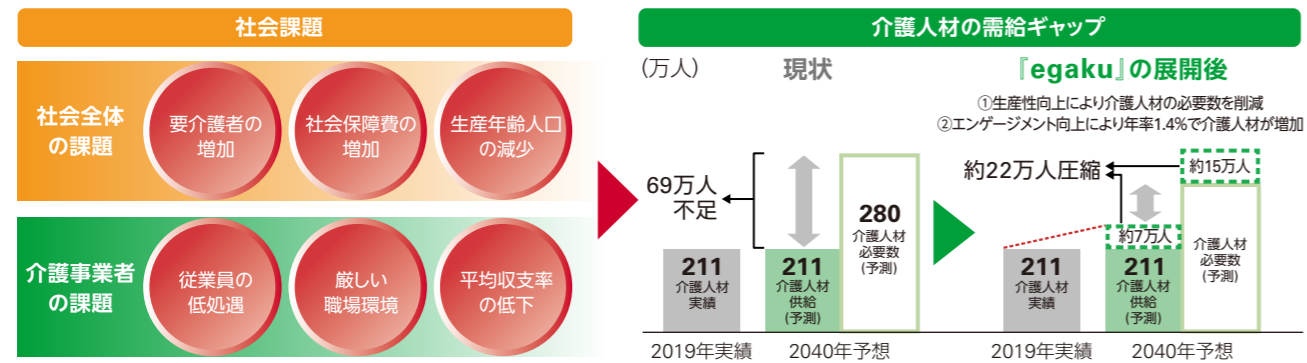 社会課題
社会全体
の課題
要介護者の
増加
社会保障費の
増加
生産年齢人口
の減少
介護事業者
の課題
従業員の
低処遇
厳しい
職場環境
平均収支率
の低下
介護人材の需給ギャップ
(万人)
現状
69万人
不足
211
介護人材
実績
211
介護人材
供給
(予測)
280
介護人材
必要数
(予測)
2019年実績
2040年予想
『egaku』の展開後
①生産性向上により介護人材の必要数を削減
②エンゲージメント向上により年率1.4%で介護人材が増加
約22万人圧縮
約15万人
約7万人
211
介護人材
実績
211
介護人材
供給
(予測)
介護人材
必要数
(予測)
2019年実績
2040年予想